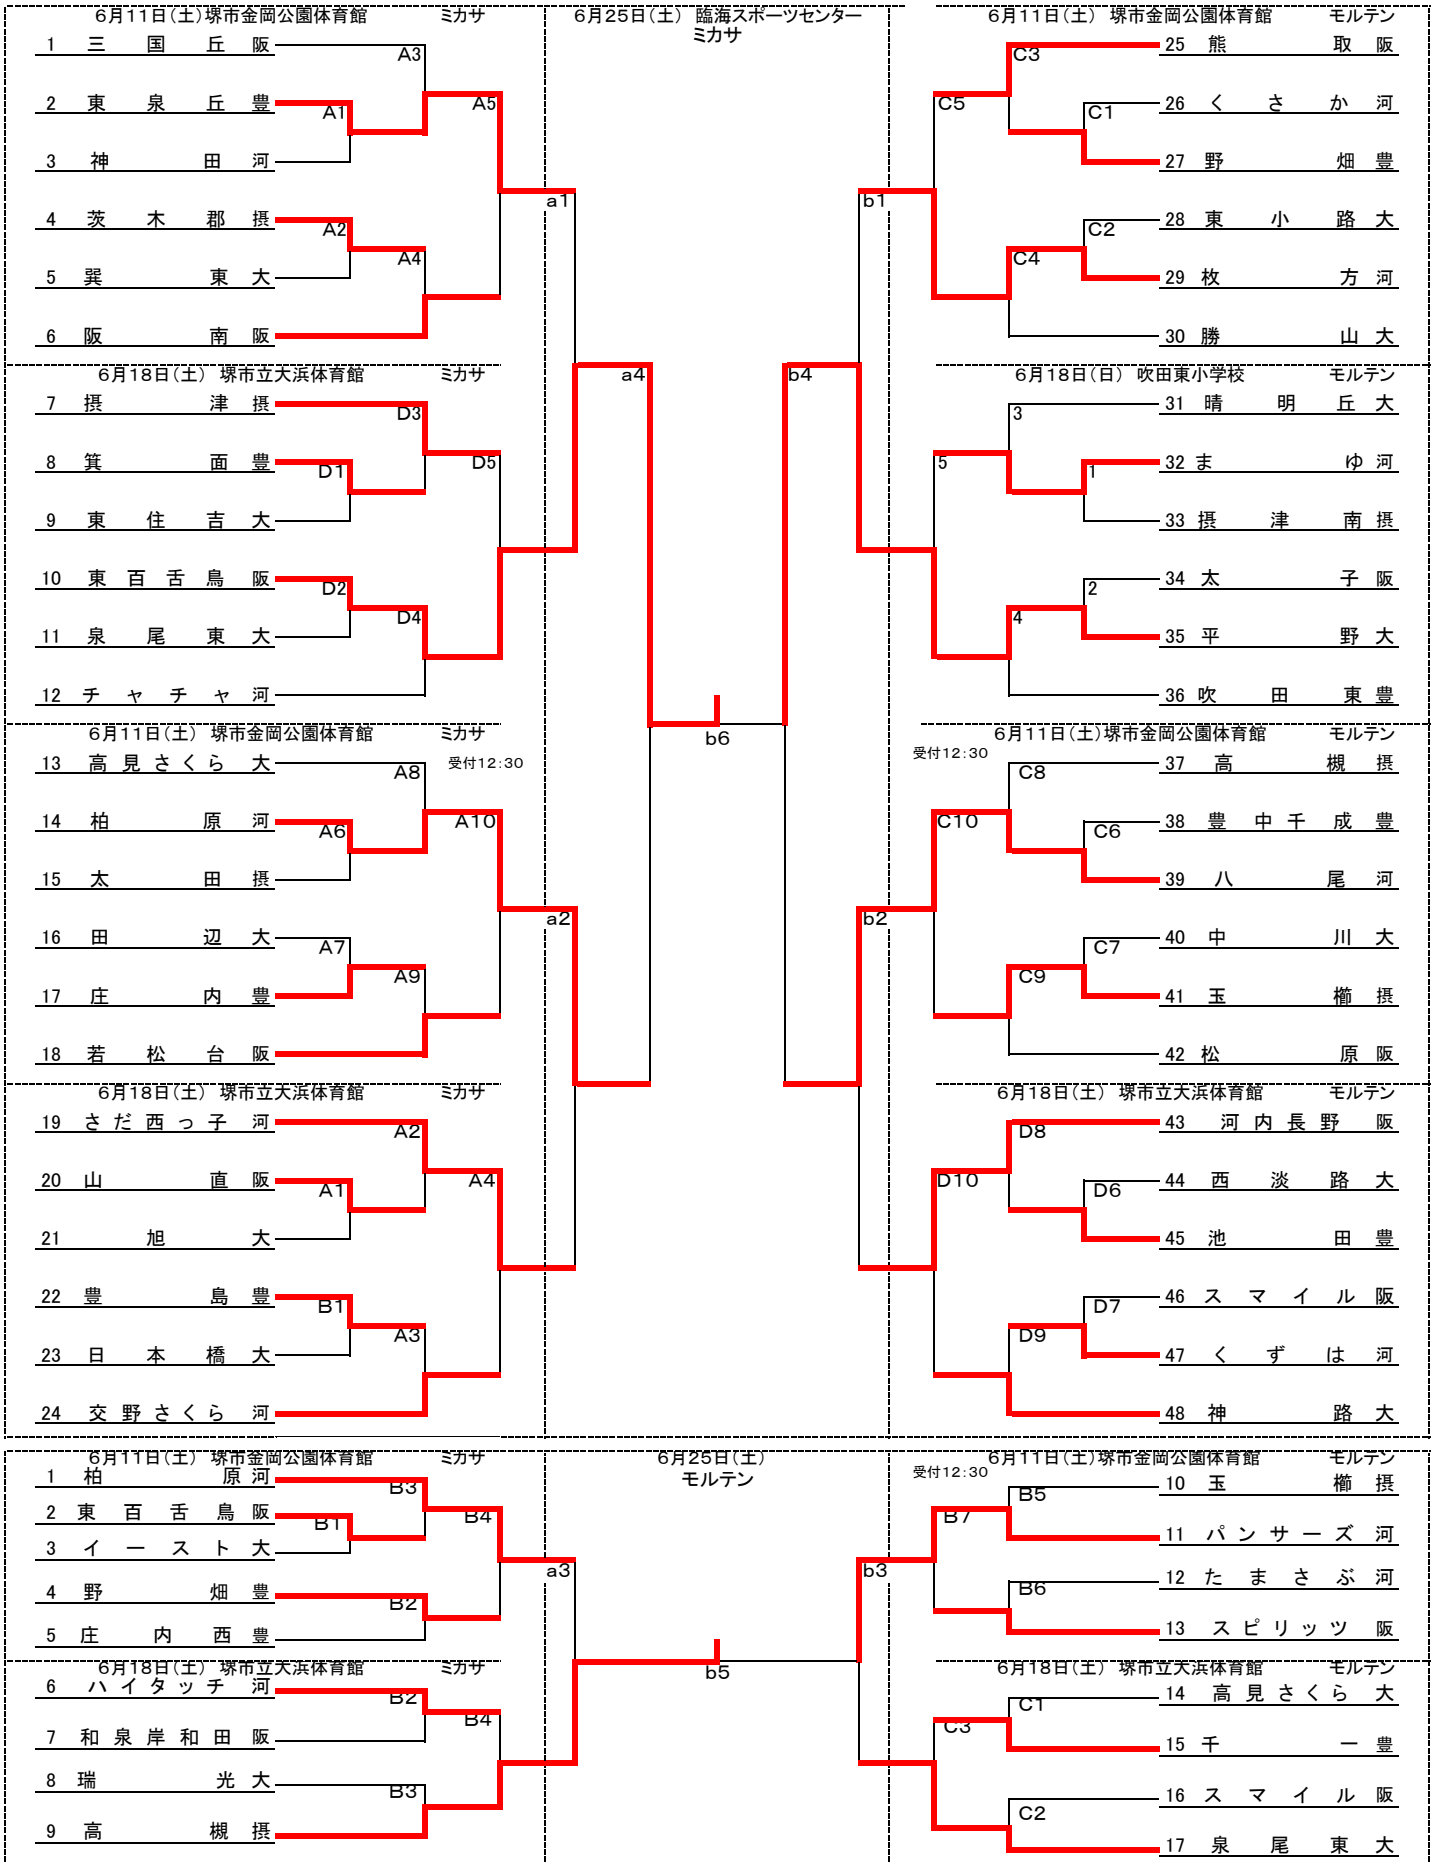 6月11日(土)堺市金岡公園体育館 ミカサ
1 三国丘 阪
A3
2 東泉丘 豊
A1
A5
3 神田 河
a1
4 茨木郡 摂
A2
A4
5 巽東 大
6 阪南 阪
6月18日(土) 堺市立大浜体育館 ミカサ
a4
7 摂津 摂
D3
8 箕面 豊
D1
D5
9 東住吉 大
10 東百舌鳥 阪
D2
D4
11 泉尾東 大
12 チャチャ 河
6月11日(土) 堺市金岡公園体育館 ミカサ
受付12:30
13 高見さくら 大
A8
14 柏原 河
A6
A10
15 太田 摂
a2
16 田辺 大
A7
A9
17 庄内 豊
18 若松台 阪
6月18日(土) 堺市立大浜体育館 ミカサ
19 さだ西っ子 河
A2
20 山直 阪
A1
A4
21 旭 大
22 豊島 豊
B1
A3
23 日本橋 大
24 交野さくら 河
6月25日(土) 臨海スポーツセンター
ミカサ
b6
6月11日(土) 堺市金岡公園体育館 モルテン
25 熊取 阪
C3
C5
26 くさか 河
C1
27 野畑 豊
b1
28 東小路 大
C2
C4
29 枚方 河
30 勝山 大
6月18日(日) 吹田東小学校 モルテン
b4
31 晴明丘 大
3
5
32 まゆ 河
1
33 摂津南 摂
34 太子 阪
2
4
35 平野 大
36 吹田東 豊
6月11日(土)堺市金岡公園体育館 モルテン
受付12:30
37 高槻 摂
C8
C10
38 豊中千成 豊
C6
39 八尾 河
b2
40 中川 大
C7
C9
41 玉櫛 摂
42 松原 阪
6月18日(土) 堺市立大浜体育館 モルテン
43 河内長野 阪
D8
D10
44 西淡路 大
D6
45 池田 豊
46 スマイル 阪
D7
D9
47 くずは 河
48 神路 大
6月11日(土) 堺市金岡公園体育館 ミカサ
1 柏原 河
B3
2 東百舌鳥 阪
B1
B4
3 イースト 大
a3
4 野畑 豊
B2
5 庄内西 豊
6月18日(土) 堺市立大浜体育館 ミカサ
6 ハイタッチ 河
B2
B4
7 和泉岸和田 阪
8 瑞光 大
B3
9 高槻 摂
6月25日(土)
モルテン
b5
6月11日(土)堺市金岡公園体育館 モルテン
受付12:30
10 玉櫛 摂
B5
B7
11 パンサーズ 河
b3
12 たまさぶ 河
B6
13 スピリッツ 阪
6月18日(土) 堺市立大浜体育館 モルテン
14 高見さくら 大
C1
C3
15 千一 豊
16 スマイル 阪
C2
17 泉尾東 大